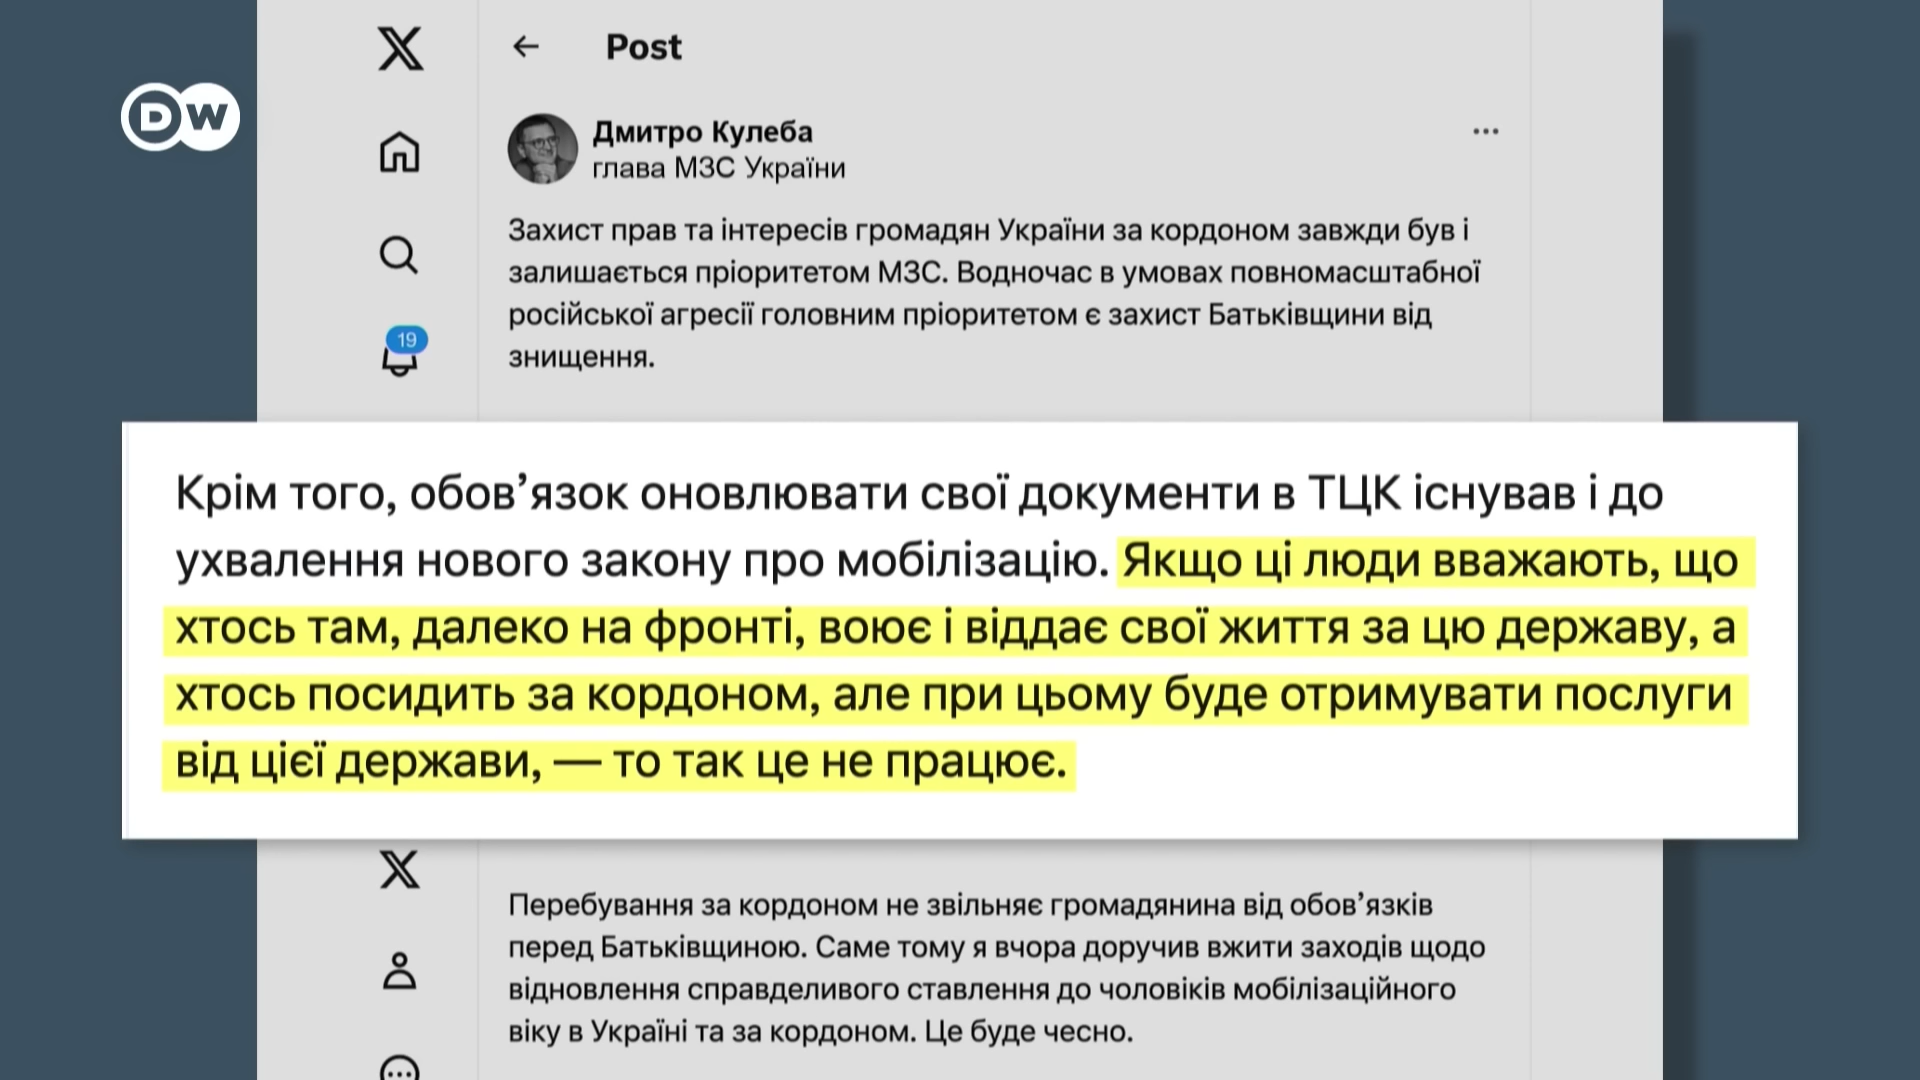 DW
Post
Дмитро Кулеба
глава МЗС України
Захист прав та інтересів громадян України за кордоном завжди був і
залишається пріоритетом МЗС. Водночас в умовах повномасштабної
російської агресії головним пріоритетом є захист Батьківщини від
знищення.
19
Крім того, обов’язок оновлювати свої документи в ТЦК існував і до
ухвалення нового закону про мобілізацію. Якщо ці люди вважають, що
хтось там, далеко на фронті, воює і віддає свої життя за цю державу, а
хтось посидить за кордоном, але при цьому буде отримувати послуги
від цієї держави, — то так це не працює.
Перебування за кордоном не звільняє громадянина від обов’язків
перед Батьківщиною. Саме тому я вчора доручив вжити заходів щодо
відновлення справделивого ставлення до чоловіків мобілізаційного
віку в Україні та за кордоном. Це буде чесно.